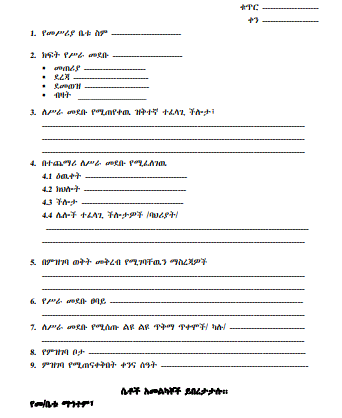 ቁጥር
ቀን
1. የመሥሪያ ቤቱ ስም
2. ክፍት የሥራ መደቡ
• መጠሪያ
• ደረጃ
• ደመወዝ
• ብዛት
3. ለሥራ መደቡ የሚጠየቀዉ ዝቅተኛ ተፈላጊ ችሎታ፣
4. በተጨማሪ ለሥራ መደቡ የሚፈለገዉ
4.1 ዕዉቀት
4.2 ክህሎት
4.3 ችሎታ
4.4 ሌሎች ተፈላጊ ችሎታዎች /ባህሪያት/
5. በምዝገባ ወቅት መቅረብ የሚገባቸዉን ማስረጃዎች
6. የሥራ መደቡ ፀባይ
7. ለሥራ መደቡ የሚሰጡ ልዩ ልዩ ጥቅማ ጥቅሞች/ ካሉ/
8. የምዝገባ ቦታ
9. ምዝገባ የሚጠናቀቅበት ቀንና ሰዓት
ሴቶች አመልካቾች ይበረታታሉ።
የመ/ቤቱ ማንተም፣